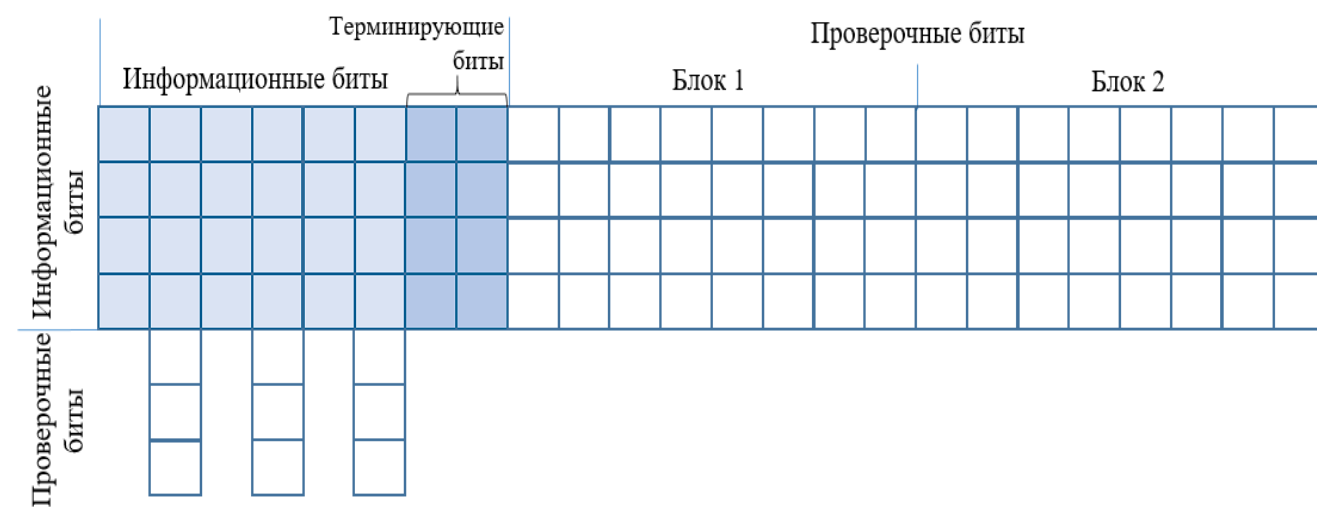 Терминирующие
биты
Проверочные биты
Информационные биты
Блок 1
Блок 2
Информационные
биты
Проверочные
биты